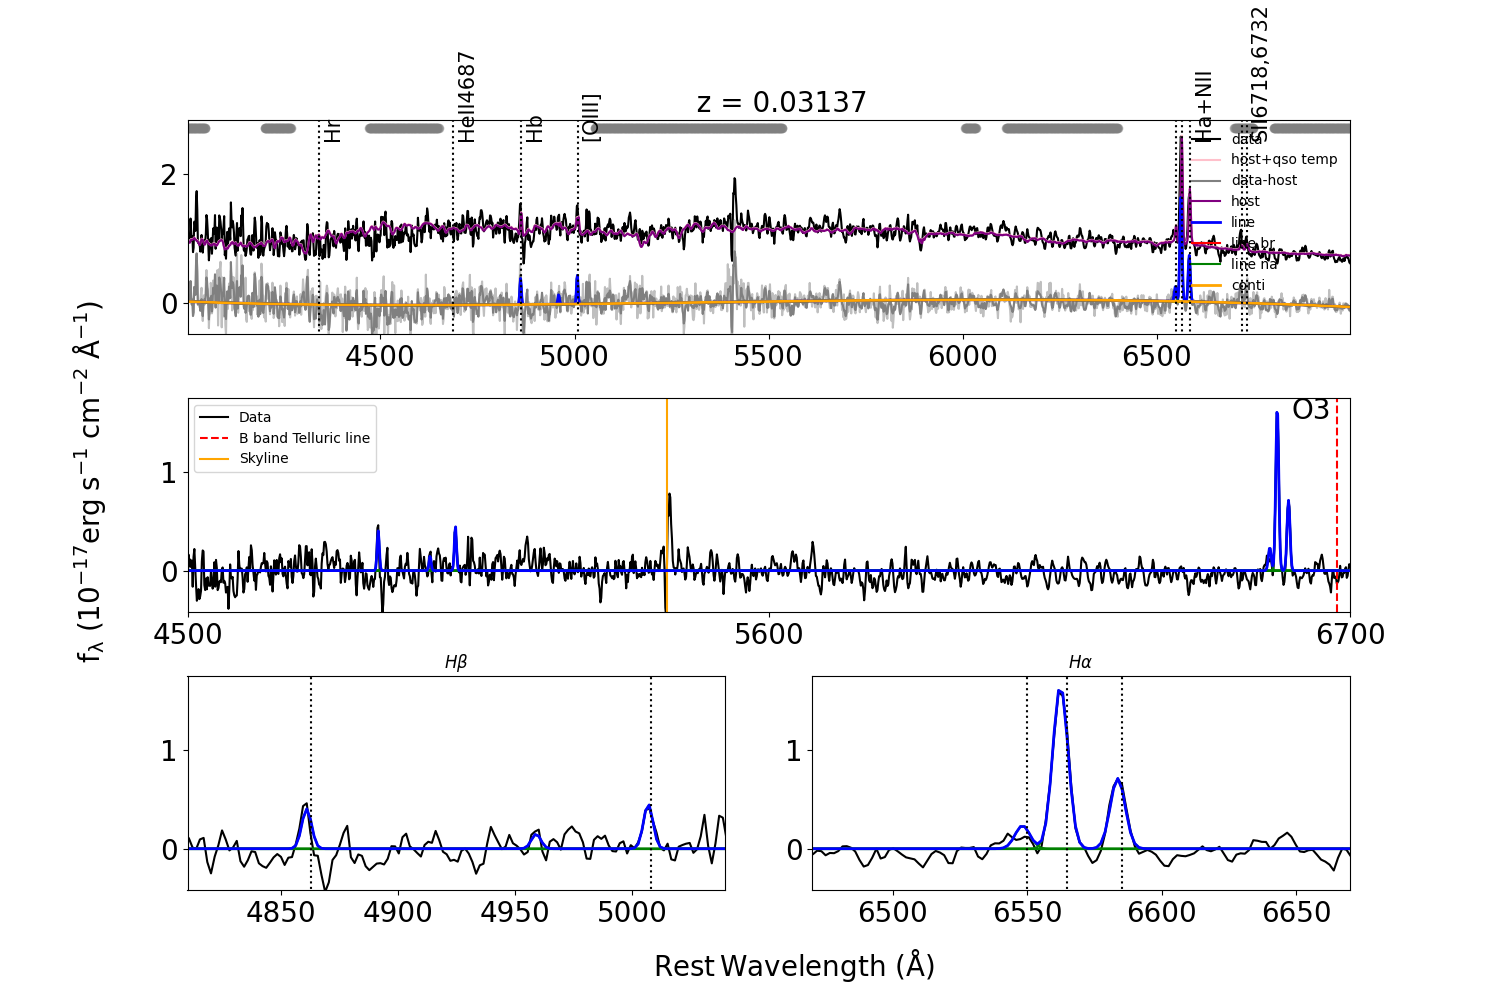 z = 0.03137
Hr
HeII4687
Hb
[OIII]
Ha+NII
SII6718,6732
data
host+qso temp
data-host
host
line
line br
line na
conti
2
0
4500 5000 5500 6000 6500
fλ (10⁻¹⁷erg s⁻¹ cm⁻² Å⁻¹)
Data
B band Telluric line
Skyline
O3
1
0
4500 5600 6700
Hβ
1
0
4850 4900 4950 5000
Hα
1
0
6500 6550 6600 6650
Rest Wavelength (Å)